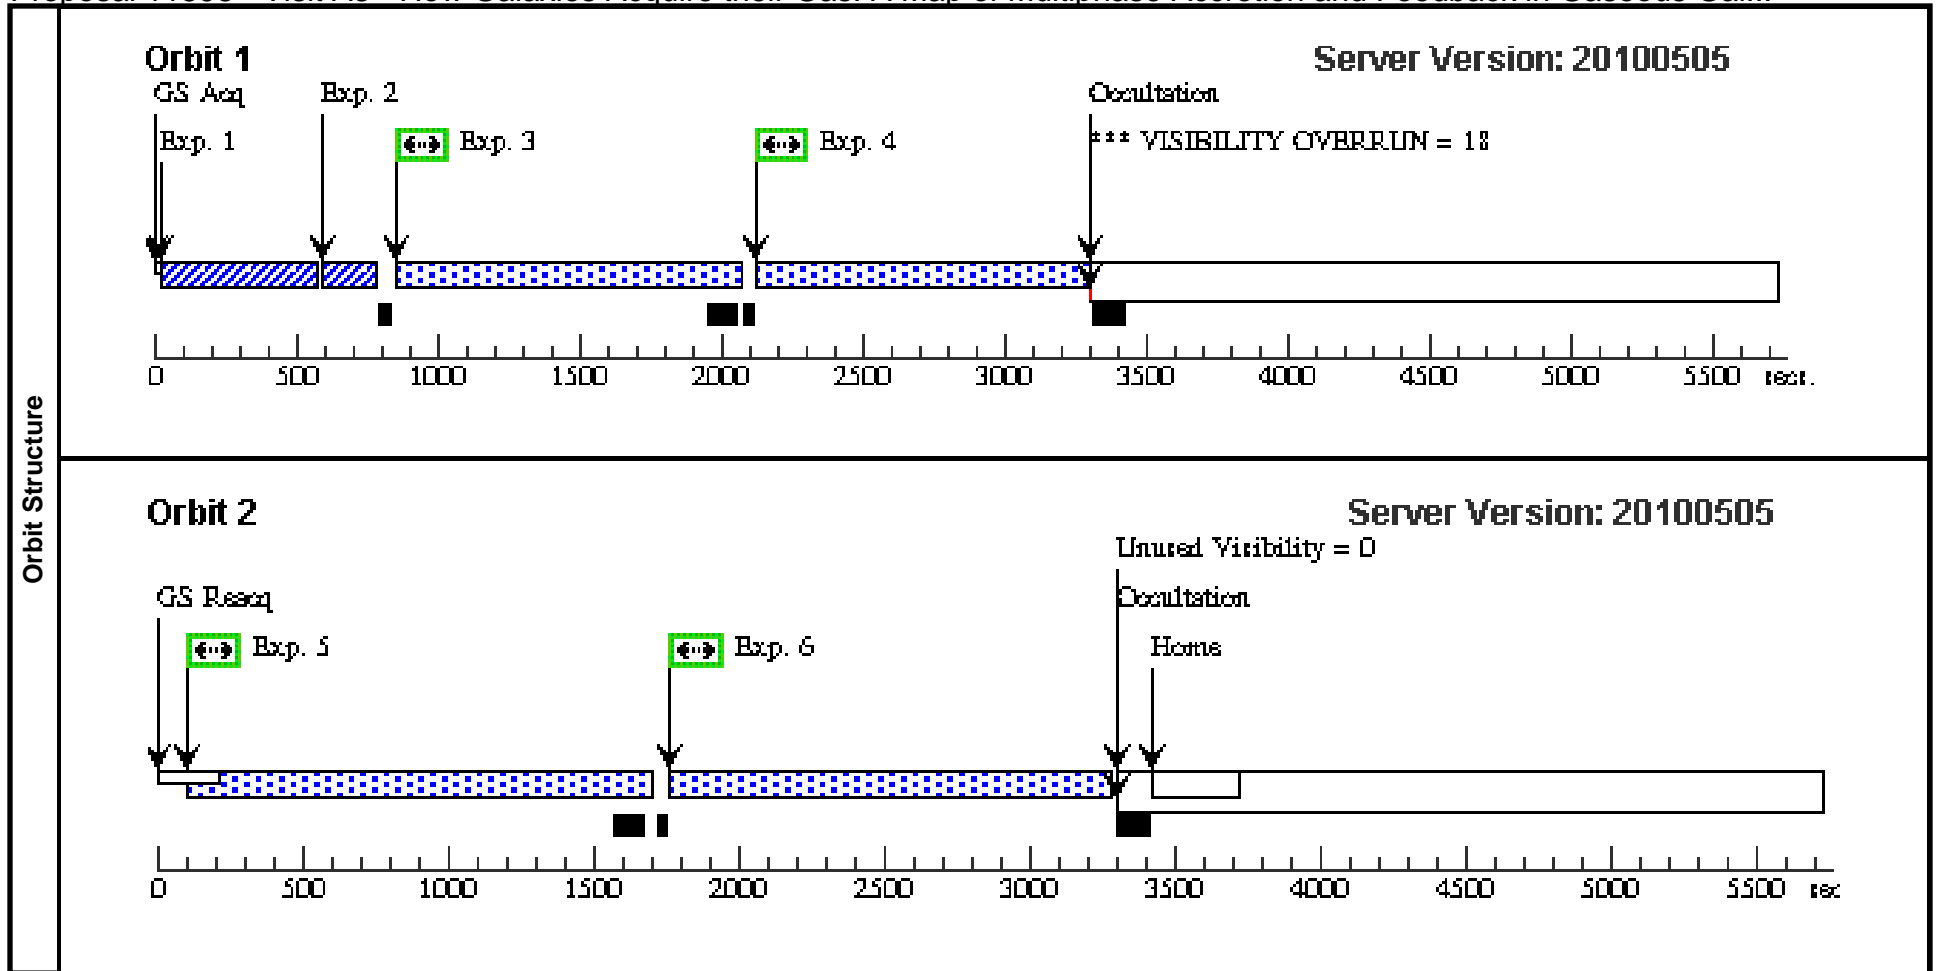 Orbit Structure
Orbit 1
Server Version: 20100505
GS Acq
Exp. 2
Occultation
Exp. 1
Exp. 3
Exp. 4
*** VISIBILITY OVERRUN = 18
0 500 1000 1500 2000 2500 3000 3500 4000 4500 5000 5500 secs.
Orbit 2
Server Version: 20100505
Unused Visibility = 0
GS Reacq
Occultation
Exp. 5
Exp. 6
Home
0 500 1000 1500 2000 2500 3000 3500 4000 4500 5000 5500 sec